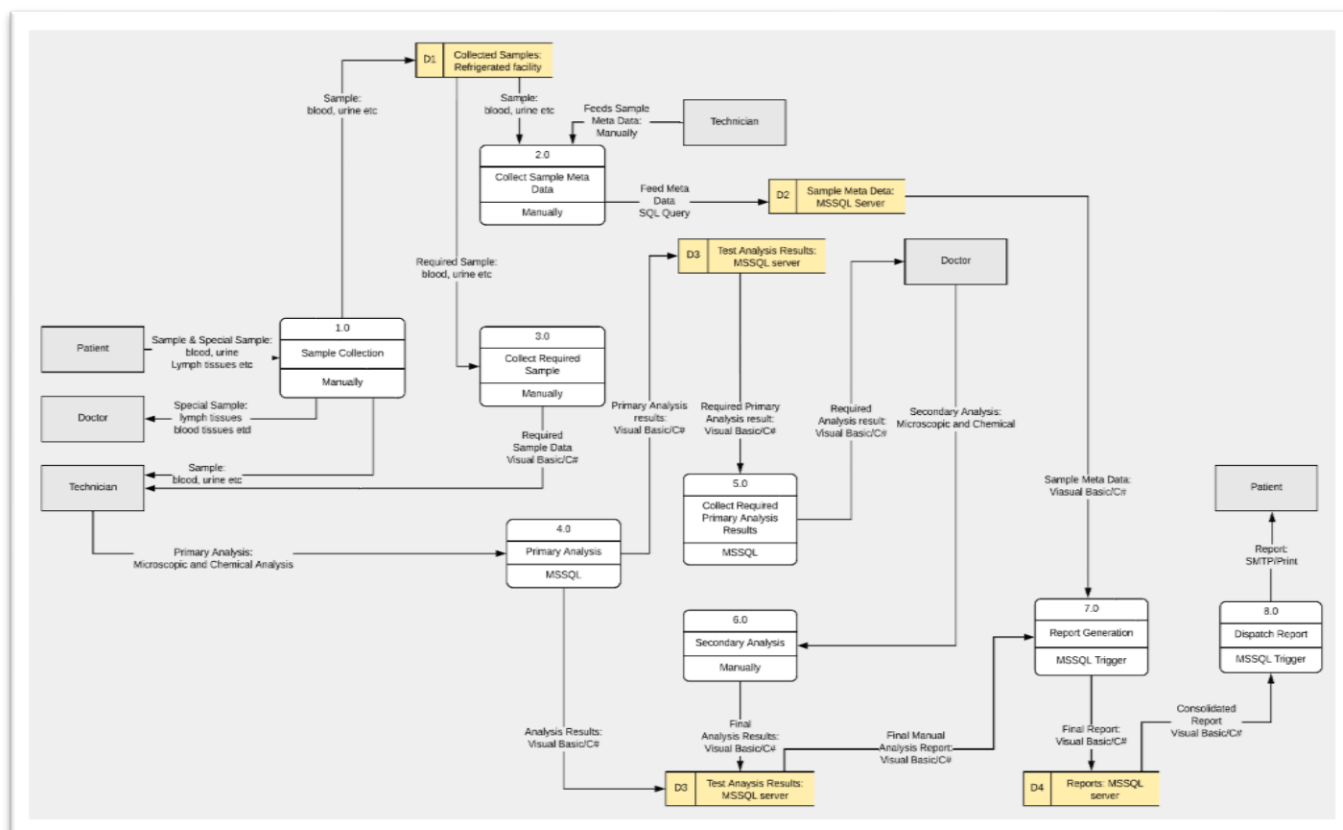 D1
Collected Samples:
Refrigerated facility
Sample:
blood, urine etc
Sample:
blood, urine etc
Feeds Sample
Meta Data:
Manually
Technician
2.0
Collect Sample Meta
Data
Manually
Feed Meta
Data
SQL Query
D2
Sample Meta Deta:
MSSQL Server
D3
Test Analysis Results:
MSSQL server
Doctor
Required Sample:
blood, urine etc
Patient
Sample & Special Sample:
blood, urine
Lymph tissues etc
1.0
Sample Collection
Manually
3.0
Collect Required
Sample
Manually
Doctor
Special Sample:
lymph tissues
blood tissues etd
Primary Analysis
results:
Visual Basic/C#
Required Primary
Analysis result:
Visual Basic/C#
Required
Analysis result:
Visual Basic/C#
Secondary Analysis:
Microscopic and Chemical
Required
Sample Data
Visual Basic/C#
Technician
Sample:
blood, urine etc
5.0
Collect Required
Primary Analysis
Results
MSSQL
Sample Meta Data:
Viasual Basic/C#
Patient
4.0
Primary Analysis
MSSQL
Primary Analysis:
Microscopic and Chemical Analysis
Report:
SMTP/Print
6.0
Secondary Analysis
Manually
7.0
Report Generation
MSSQL Trigger
8.0
Dispatch Report
MSSQL Trigger
Analysis Results:
Visual Basic/C#
Final
Analysis Results:
Visual Basic/C#
Final Manual
Analysis Report:
Visual Basic/C#
Final Report:
Visual Basic/C#
Consolidated
Report
Visual Basic/C#
D3
Test Anaysis Results:
MSSQL server
D4
Reports: MSSQL
server